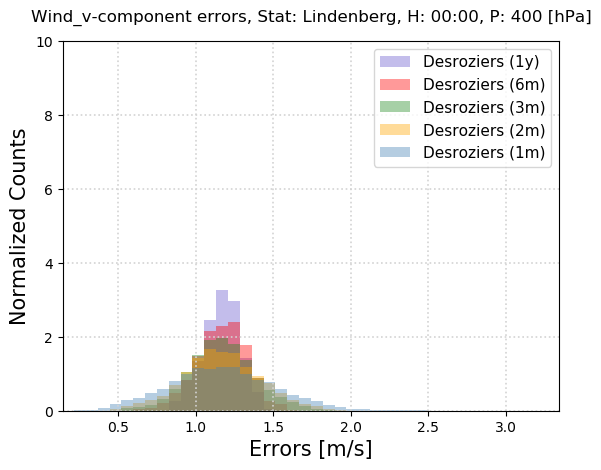 Wind_v-component errors, Stat: Lindenberg, H: 00:00, P: 400 [hPa]
10
8
6
4
2
0
Normalized Counts
Desroziers (1y)
Desroziers (6m)
Desroziers (3m)
Desroziers (2m)
Desroziers (1m)
0.5 1.0 1.5 2.0 2.5 3.0
Errors [m/s]